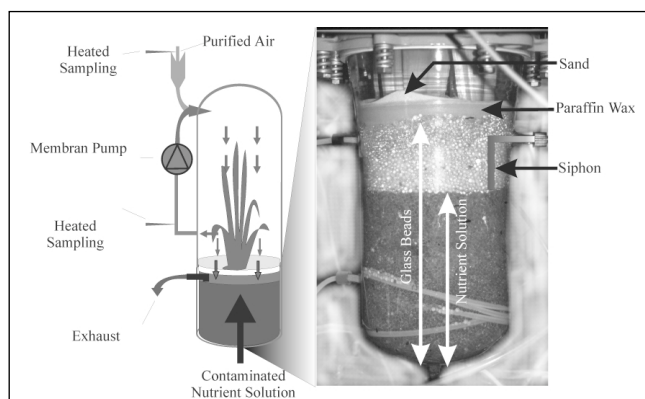 Heated
Sampling
Purified Air
Membran Pump
Heated
Sampling
Exhaust
Contaminated
Nutrient Solution
Sand
Paraffin Wax
Siphon
Glass Beads
Nutrient Solution